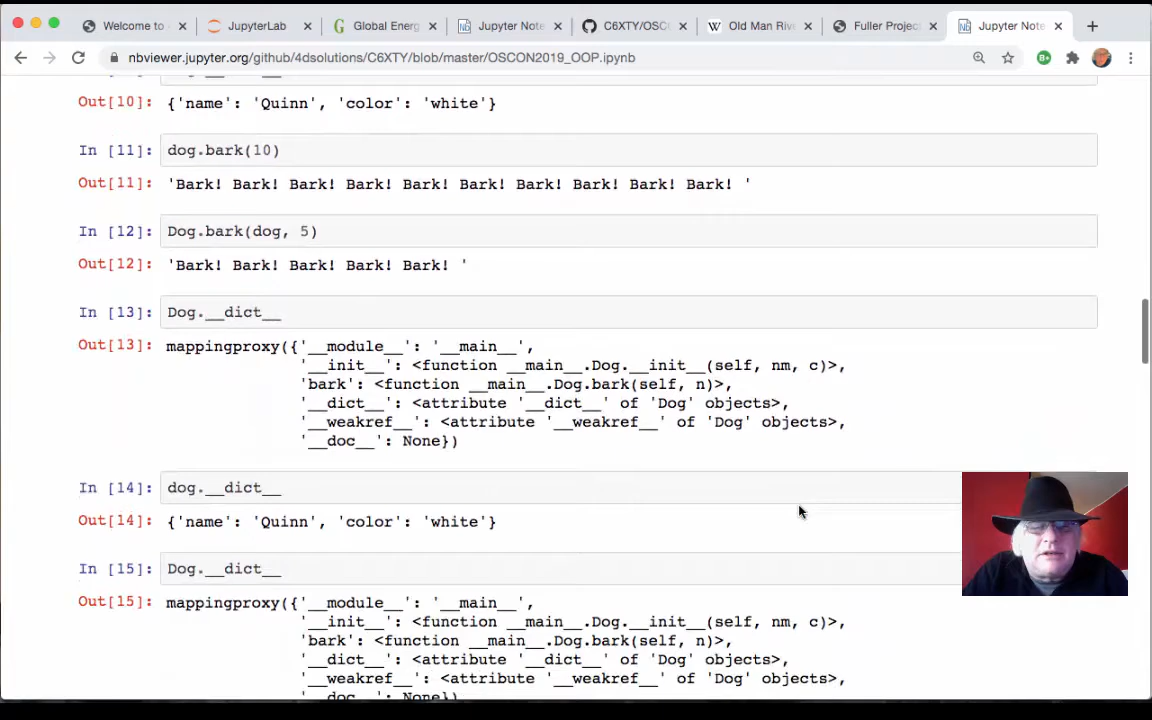 Welcome to
JupyterLab
Global Energ
Jupyter Note
C6XTY/OSC
Old Man Riv
Fuller Projec
Jupyter Note
nbviewer.jupyter.org/github/4dsolutions/C6XTY/blob/master/OSCON2019_OOP.ipynb
Out[10]: {'name': 'Quinn', 'color': 'white'}
In [11]: dog.bark(10)
Out[11]: 'Bark! Bark! Bark! Bark! Bark! Bark! Bark! Bark! Bark! Bark! '
In [12]: Dog.bark(dog, 5)
Out[12]: 'Bark! Bark! Bark! Bark! Bark! '
In [13]: Dog.__dict__
Out[13]: mappingproxy({'__module__': '__main__',
'__init__': <function __main__.Dog.__init__(self, nm, c)>,
'bark': <function __main__.Dog.bark(self, n)>,
'__dict__': <attribute '__dict__' of 'Dog' objects>,
'__weakref__': <attribute '__weakref__' of 'Dog' objects>,
'__doc__': None})
In [14]: dog.__dict__
Out[14]: {'name': 'Quinn', 'color': 'white'}
In [15]: Dog.__dict__
Out[15]: mappingproxy({'__module__': '__main__',
'__init__': <function __main__.Dog.__init__(self, nm, c)>,
'bark': <function __main__.Dog.bark(self, n)>,
'__dict__': <attribute '__dict__' of 'Dog' objects>,
'__weakref__': <attribute '__weakref__' of 'Dog' objects>,
'__doc__': None})